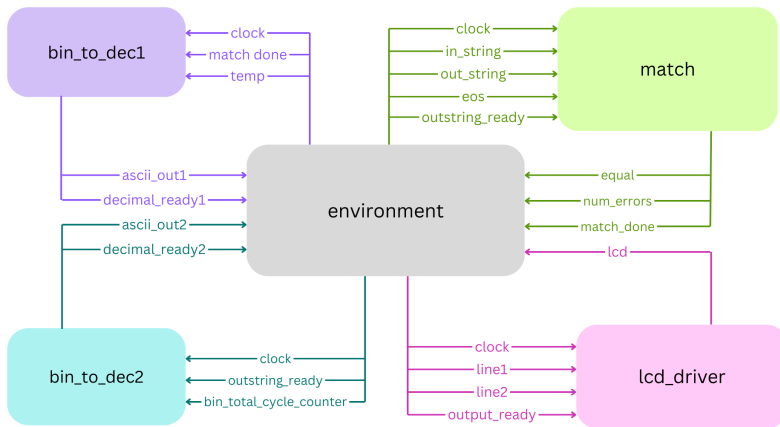 bin_to_dec1
clock
match done
temp
clock
in_string
out_string
eos
outstring_ready
match
ascii_out1
decimal_ready1
ascii_out2
decimal_ready2
environment
equal
num_errors
match_done
lcd
bin_to_dec2
clock
outstring_ready
bin_total_cycle_counter
clock
line1
line2
output_ready
lcd_driver